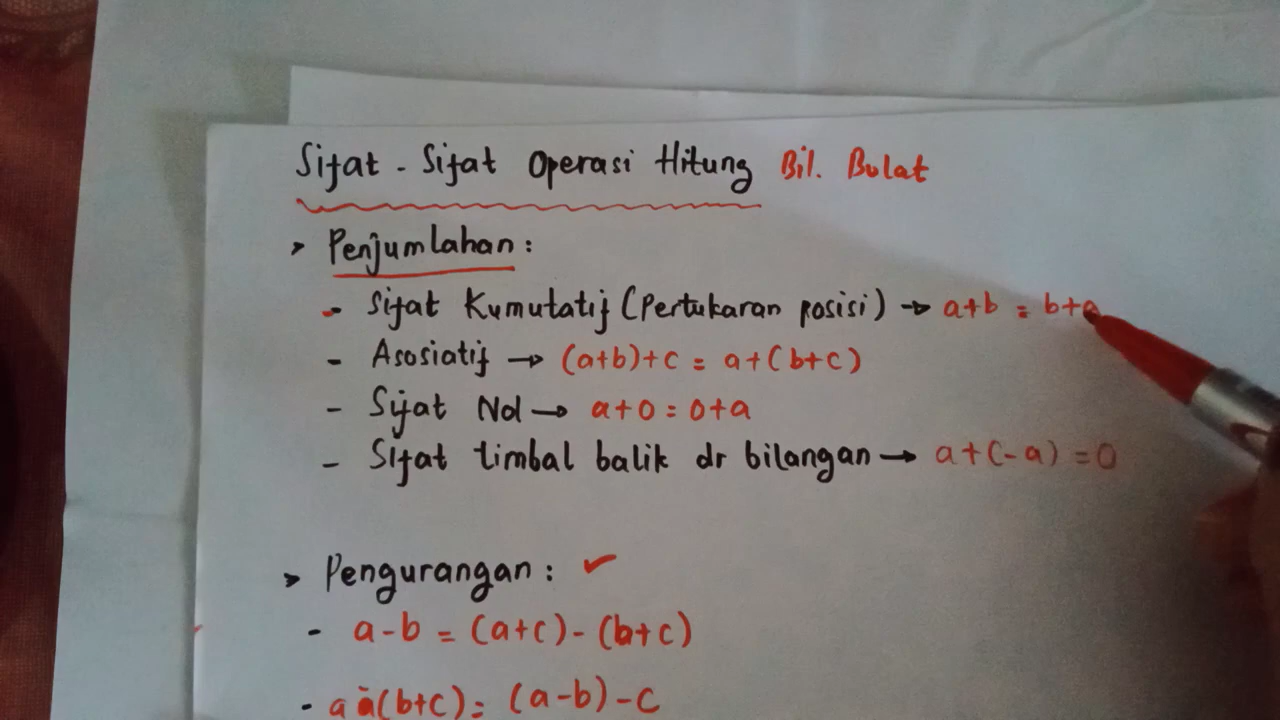 Sifat - Sifat Operasi Hitung Bil. Bulat
> Penjumlahan :
- Sifat Kumutatif (Pertukaran posisi) → a+b = b+a
- Asosiatif → (a+b)+c = a+(b+c)
- Sifat Nol → a+0 = 0+a
- Sifat timbal balik dr bilangan → a+(-a) = 0
> Pengurangan : ✓
- a-b = (a+c)-(b+c)
- a (b+c) = (a-b)-c